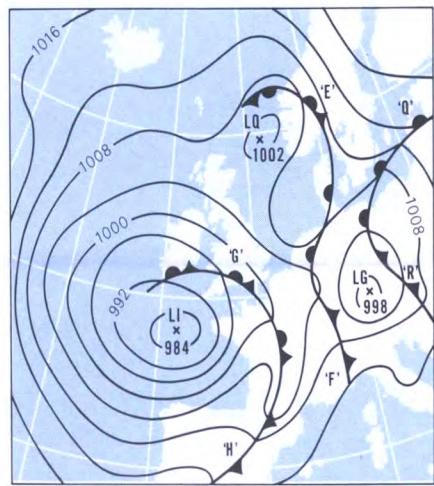 1016
'E'
'Q'
LQ
×
1002
1008
1008
1000
'G'
992
LG
×
998
'R'
LI
×
984
'F'
'H'